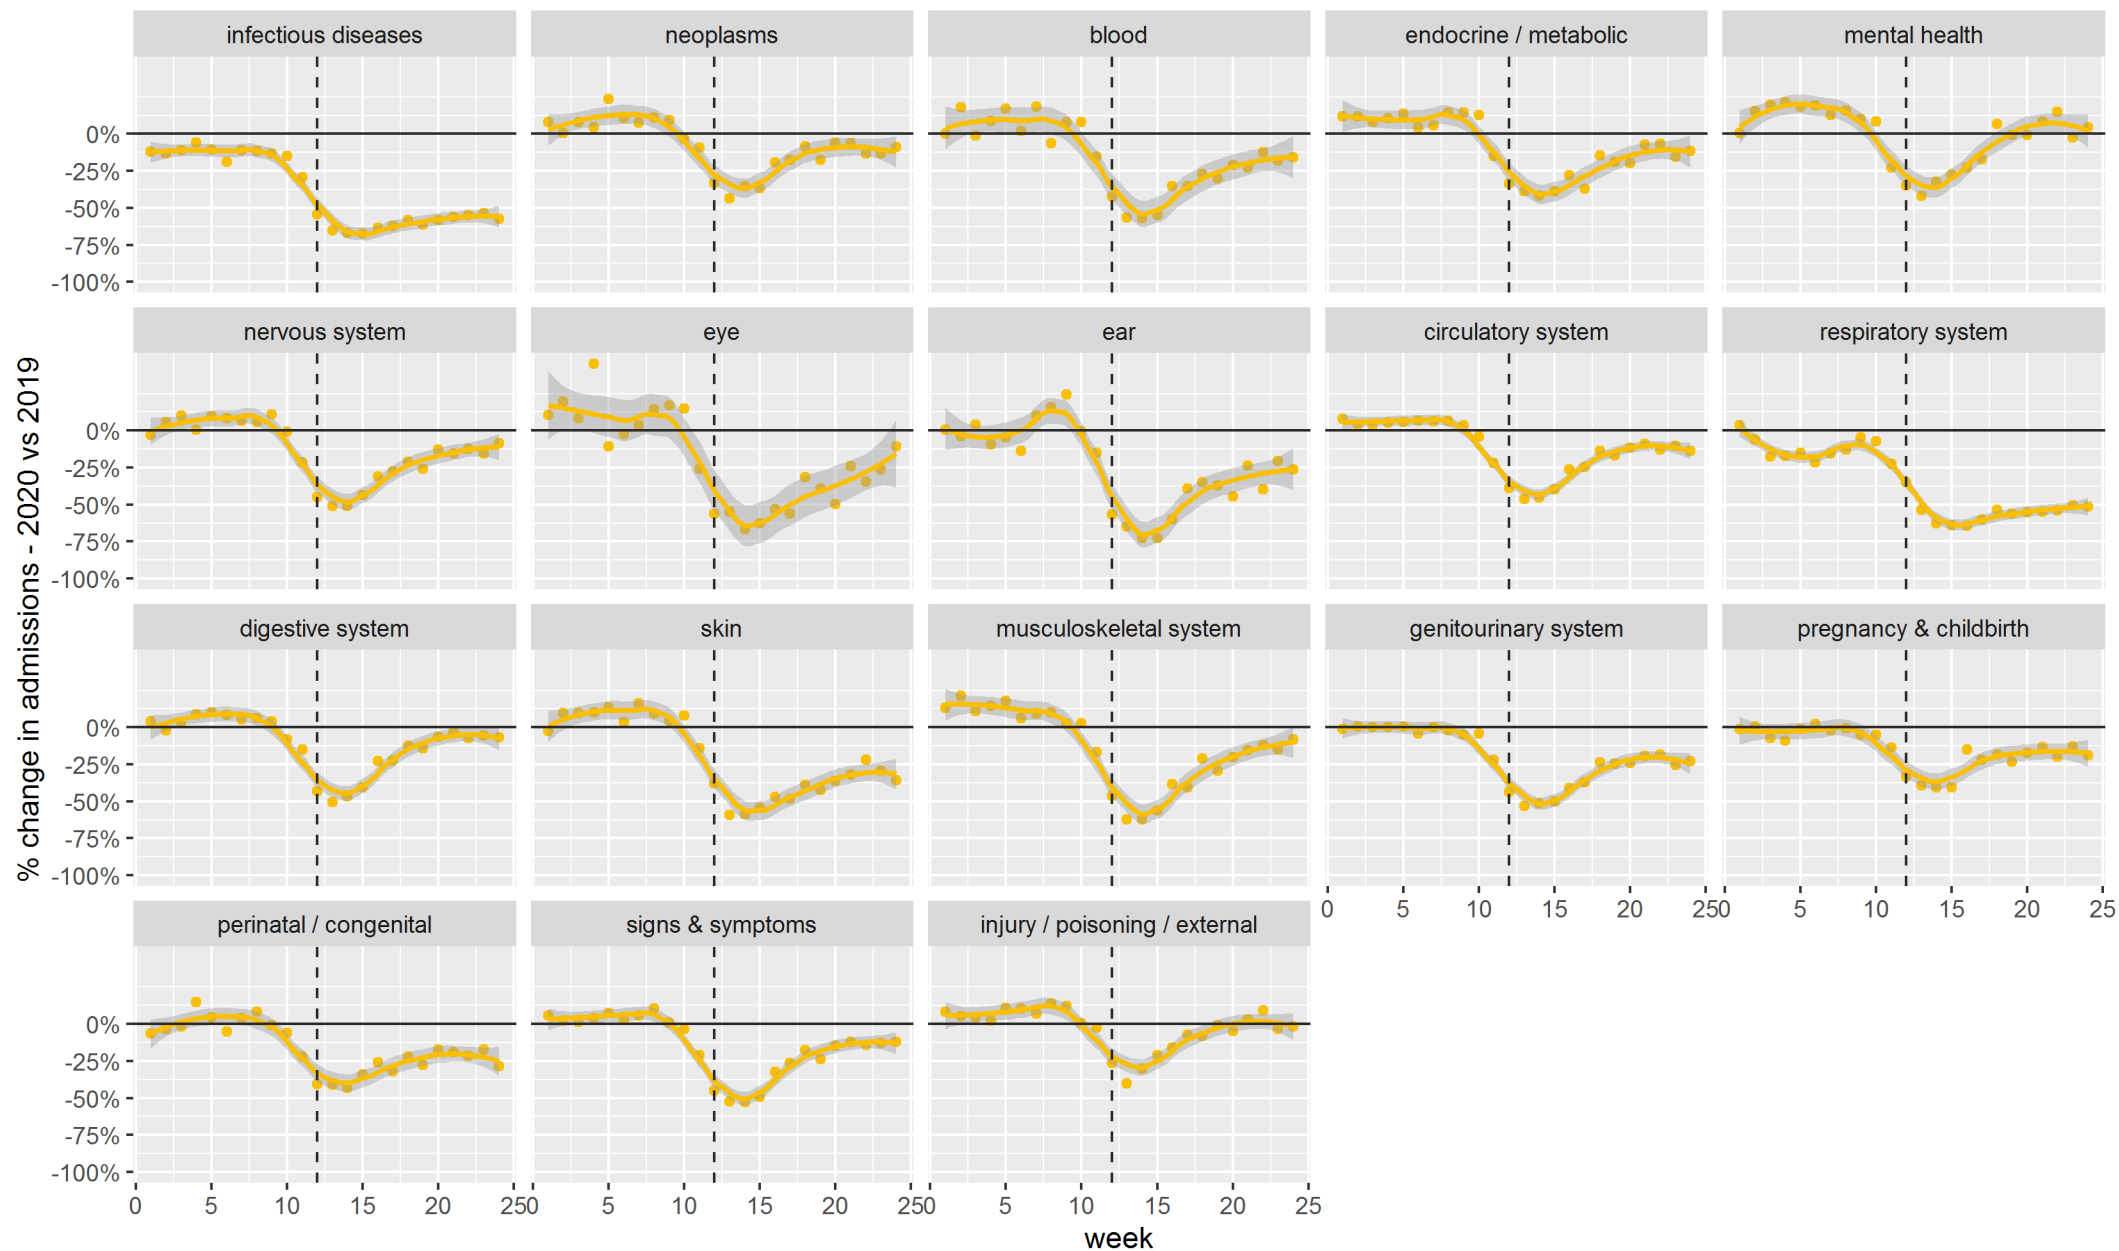 infectious diseases neoplasms blood endocrine / metabolic mental health
0%
-25%
-50%
-75%
-100%
nervous system eye ear circulatory system respiratory system
0%
-25%
-50%
-75%
-100%
digestive system skin musculoskeletal system genitourinary system pregnancy & childbirth
0%
-25%
-50%
-75%
-100%
0 5 10 15 20 25 0 5 10 15 20 25
perinatal / congenital signs & symptoms injury / poisoning / external
0%
-25%
-50%
-75%
-100%
0 5 10 15 20 25 0 5 10 15 20 25 0 5 10 15 20 25
week
% change in admissions - 2020 vs 2019